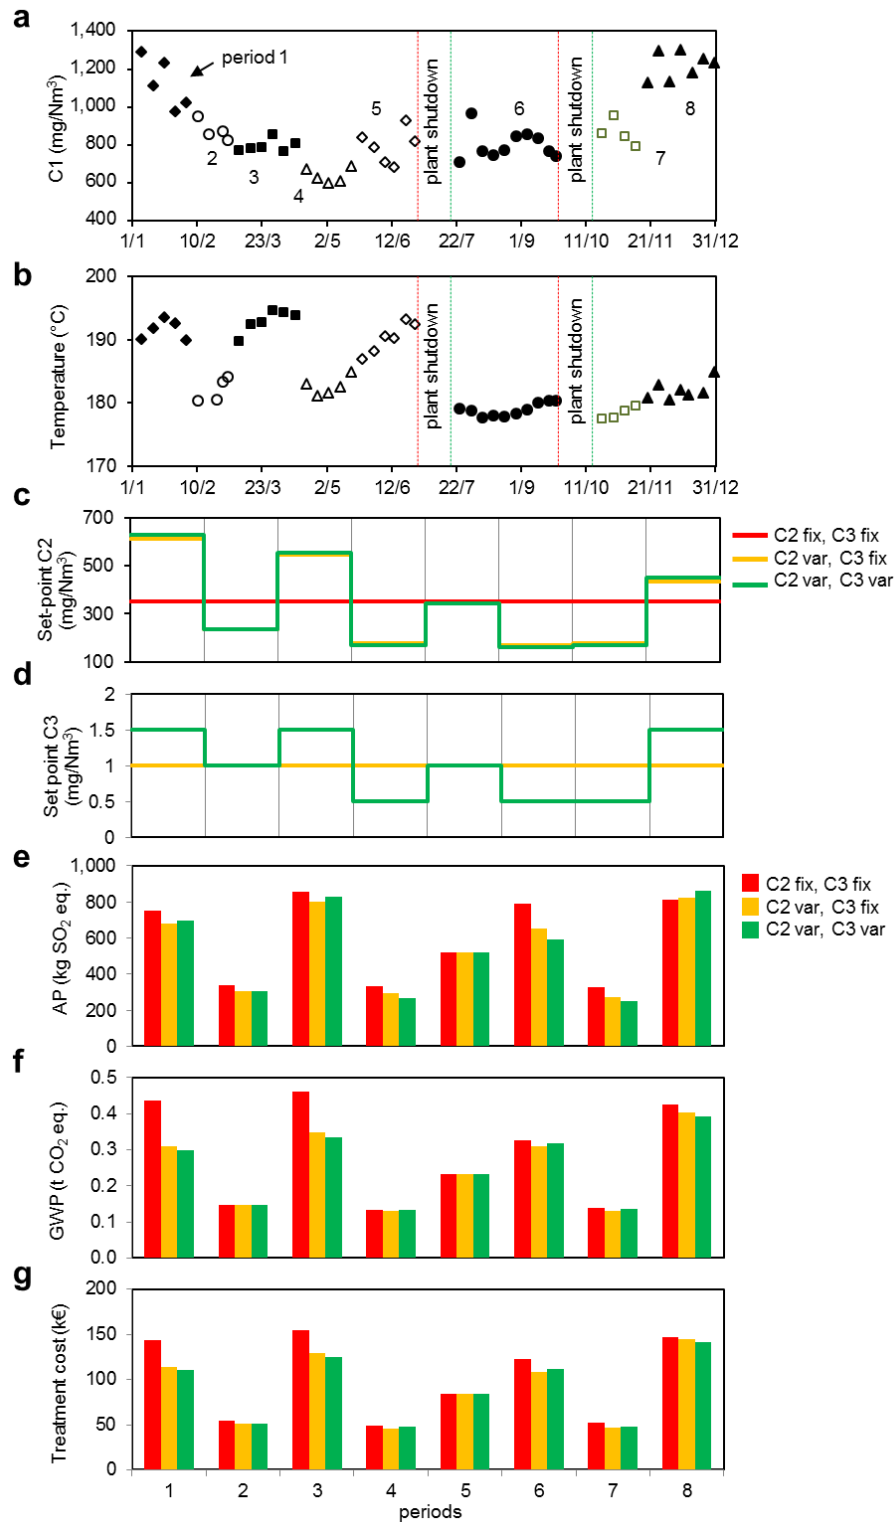 a
1,400
1,200
1,000
800
600
400
C1 (mg/Nm3)
period 1
2
3
4
5
plant shutdown
6
plant shutdown
7
8
1/1 10/2 23/3 2/5 12/6 22/7 1/9 11/10 21/11 31/12
b
200
190
180
170
Temperature (°C)
plant shutdown
plant shutdown
1/1 10/2 23/3 2/5 12/6 22/7 1/9 11/10 21/11 31/12
c
700
500
300
100
Set-point C2
(mg/Nm3)
C2 fix, C3 fix
C2 var, C3 fix
C2 var, C3 var
d
2
1.5
1
0.5
0
Set point C3
(mg/Nm3)
e
1,000
800
600
400
200
0
AP (kg SO2 eq.)
C2 fix, C3 fix
C2 var, C3 fix
C2 var, C3 var
f
0.5
0.4
0.3
0.2
0.1
0.0
GWP (t CO2 eq.)
g
200
150
100
50
0
Treatment cost (k€)
1 2 3 4 5 6 7 8
periods